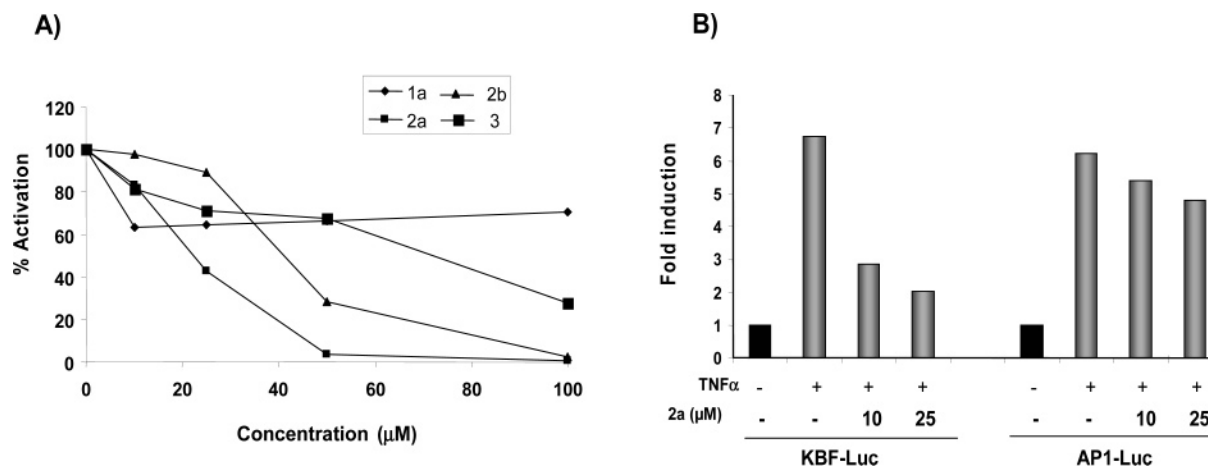 A)
1a 2b
2a 3
120
100
80
60
40
20
0
% Activation
0 20 40 60 80 100
Concentration (µM)
B)
8
7
6
5
4
3
2
1
0
Fold induction
TNFα - + + + - + + +
2a (µM) - - 10 25 - - 10 25
KBF-Luc AP1-Luc